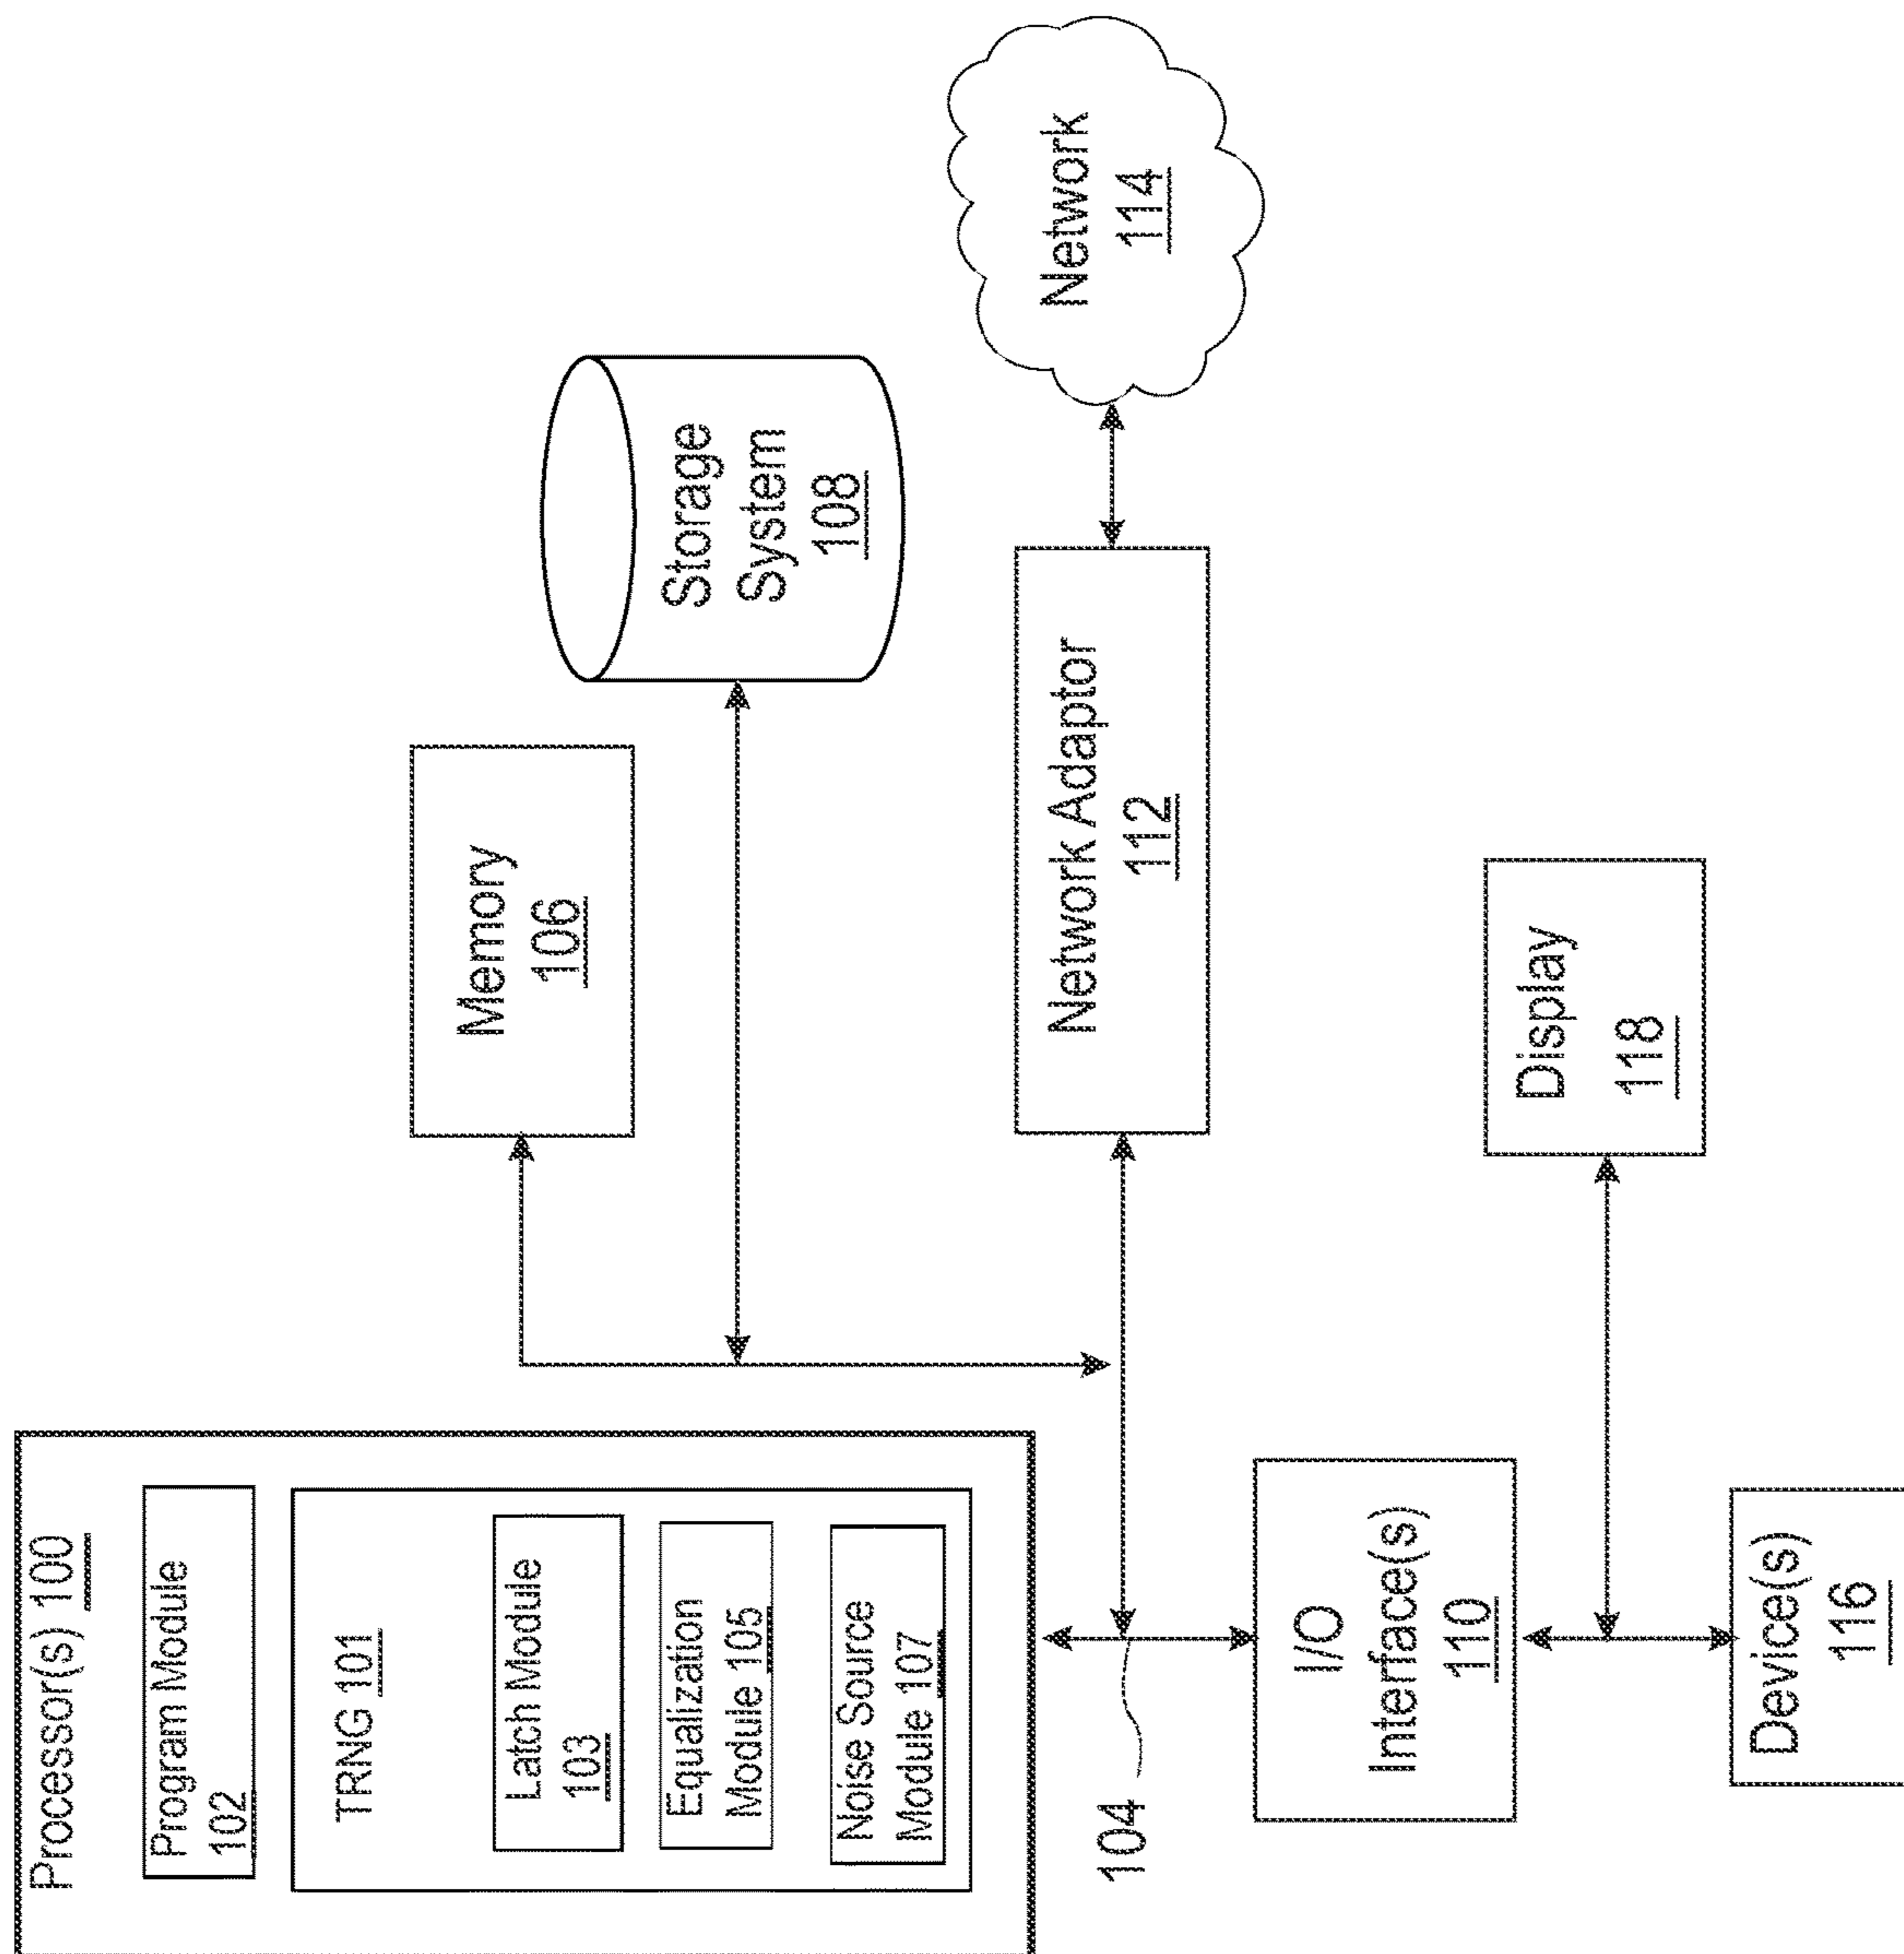 Processor(s) 100
Program Module
102
TRNG 101
Latch Module
103
Equalization
Module 105
Noise Source
Module 107
Memory
106
Storage
System
108
104
Network Adaptor
112
Network
114
I/O
Interface(s)
110
Display
118
Device(s)
116